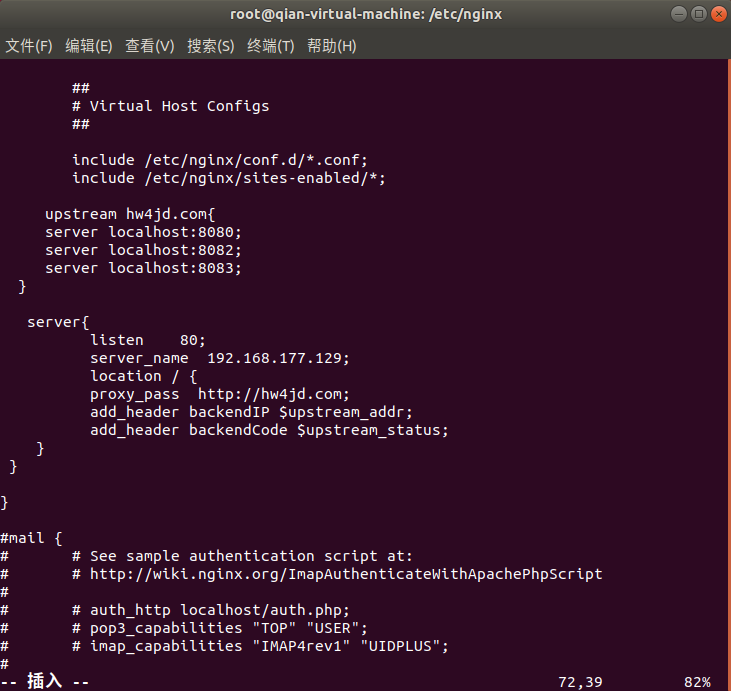 root@qian-virtual-machine: /etc/nginx
文件(F) 编辑(E) 查看(V) 搜索(S) 终端(T) 帮助(H)
##
# Virtual Host Configs
##
include /etc/nginx/conf.d/*.conf;
include /etc/nginx/sites-enabled/*;
upstream hw4jd.com{
server localhost:8080;
server localhost:8082;
server localhost:8083;
}
server{
listen    80;
server_name  192.168.177.129;
location / {
proxy_pass  http://hw4jd.com;
add_header backendIP $upstream_addr;
add_header backendCode $upstream_status;
}
}
}
#mail {
#       # See sample authentication script at:
#       # http://wiki.nginx.org/ImapAuthenticateWithApachePhpScript
#
#       # auth_http localhost/auth.php;
#       # pop3_capabilities "TOP" "USER";
#       # imap_capabilities "IMAP4rev1" "UIDPLUS";
#
-- 插入 -- 72,39 82%